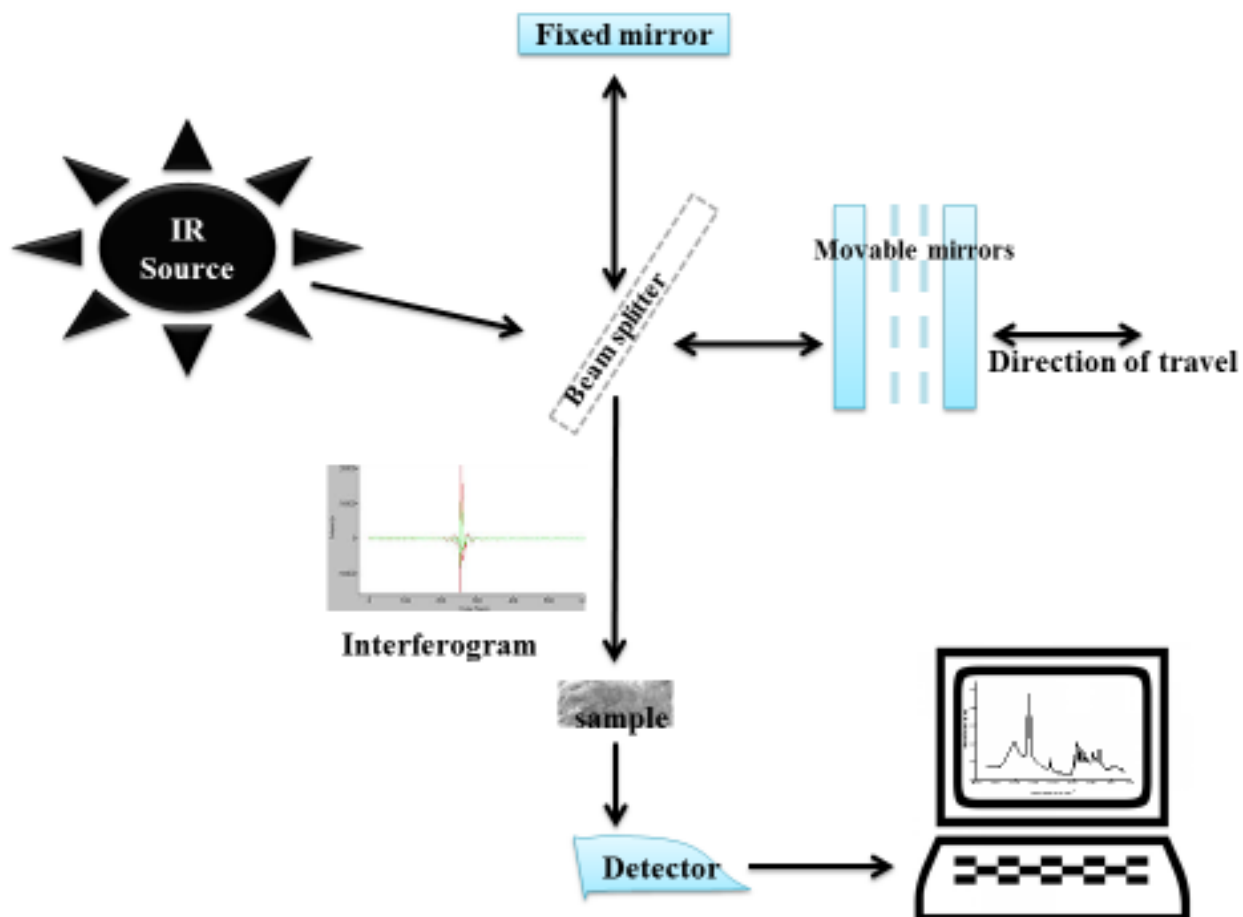 Fixed mirror
IR
Source
Beam splitter
Movable mirrors
Direction of travel
Interferogram
sample
Detector